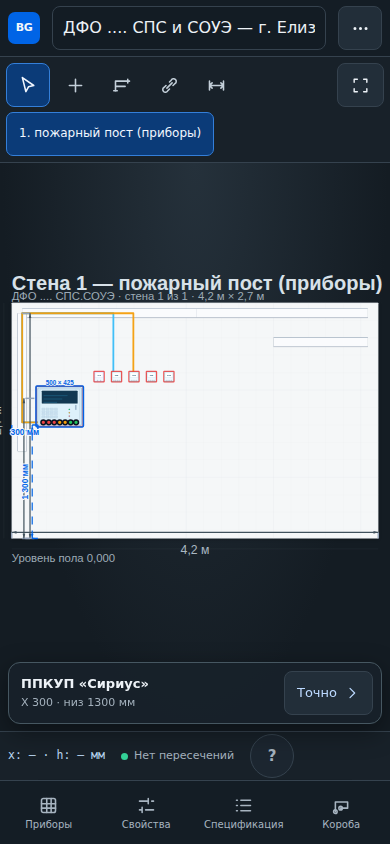 BG
ДФО .... СПС и СОУЭ — г. Елиз
1. пожарный пост (приборы)
Стена 1 — пожарный пост (приборы)
ДФО .... СПС.СОУЭ · стена 1 из 1 · 4,2 м × 2,7 м
500 × 425
300 мм
1 300 мм
4,2 м
Уровень пола 0,000
ППКУП «Сириус»
X 300 · низ 1300 мм
Точно
x: — · h: — мм
Нет пересечений
?
Приборы
Свойства
Спецификация
Короба